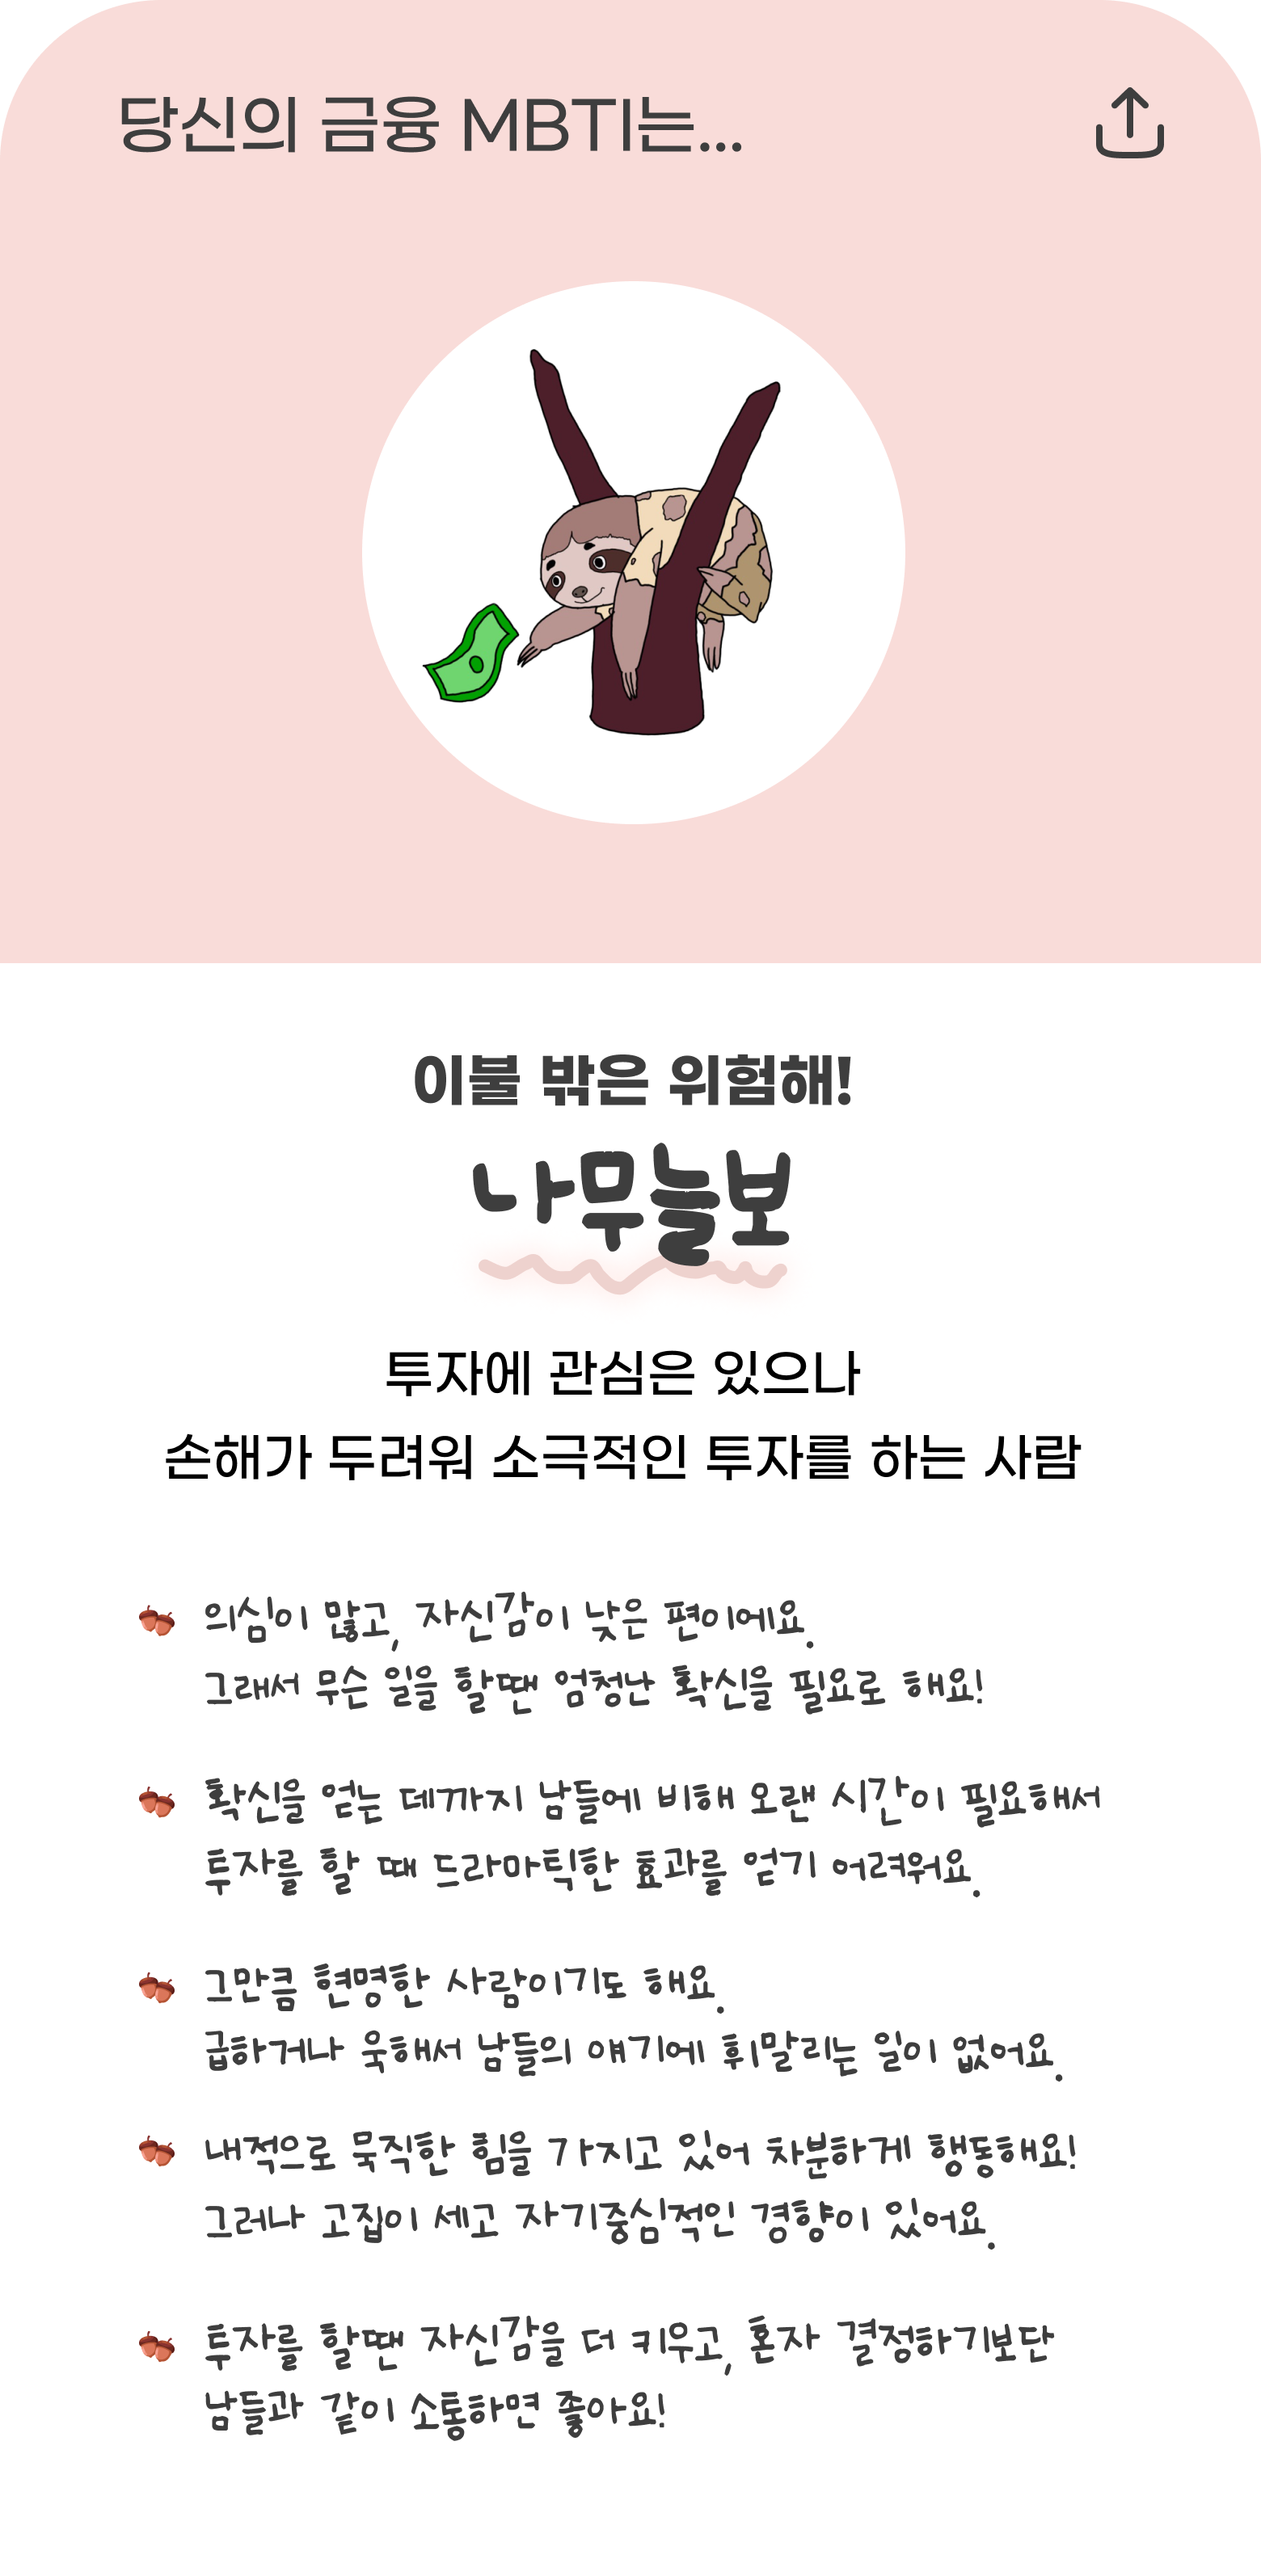 당신의 금융 MBTI는...
이불 밖은 위험해!
나무늘보
투자에 관심은 있으나
손해가 두려워 소극적인 투자를 하는 사람
의심이 많고, 자신감이 낮은 편이에요.
그래서 무슨 일을 할땐 엄청난 확신을 필요로 해요!
확신을 얻는 데까지 남들에 비해 오랜 시간이 필요해서
투자를 할 때 드라마틱한 효과를 얻기 어려워요.
그만큼 현명한 사람이기도 해요.
급하거나 욱해서 남들의 얘기에 휘말리는 일이 없어요.
내적으로 묵직한 힘을 가지고 있어 차분하게 행동해요!
그러나 고집이 세고 자기중심적인 경향이 있어요.
투자를 할땐 자신감을 더 키우고, 혼자 결정하기보단
남들과 같이 소통하면 좋아요!